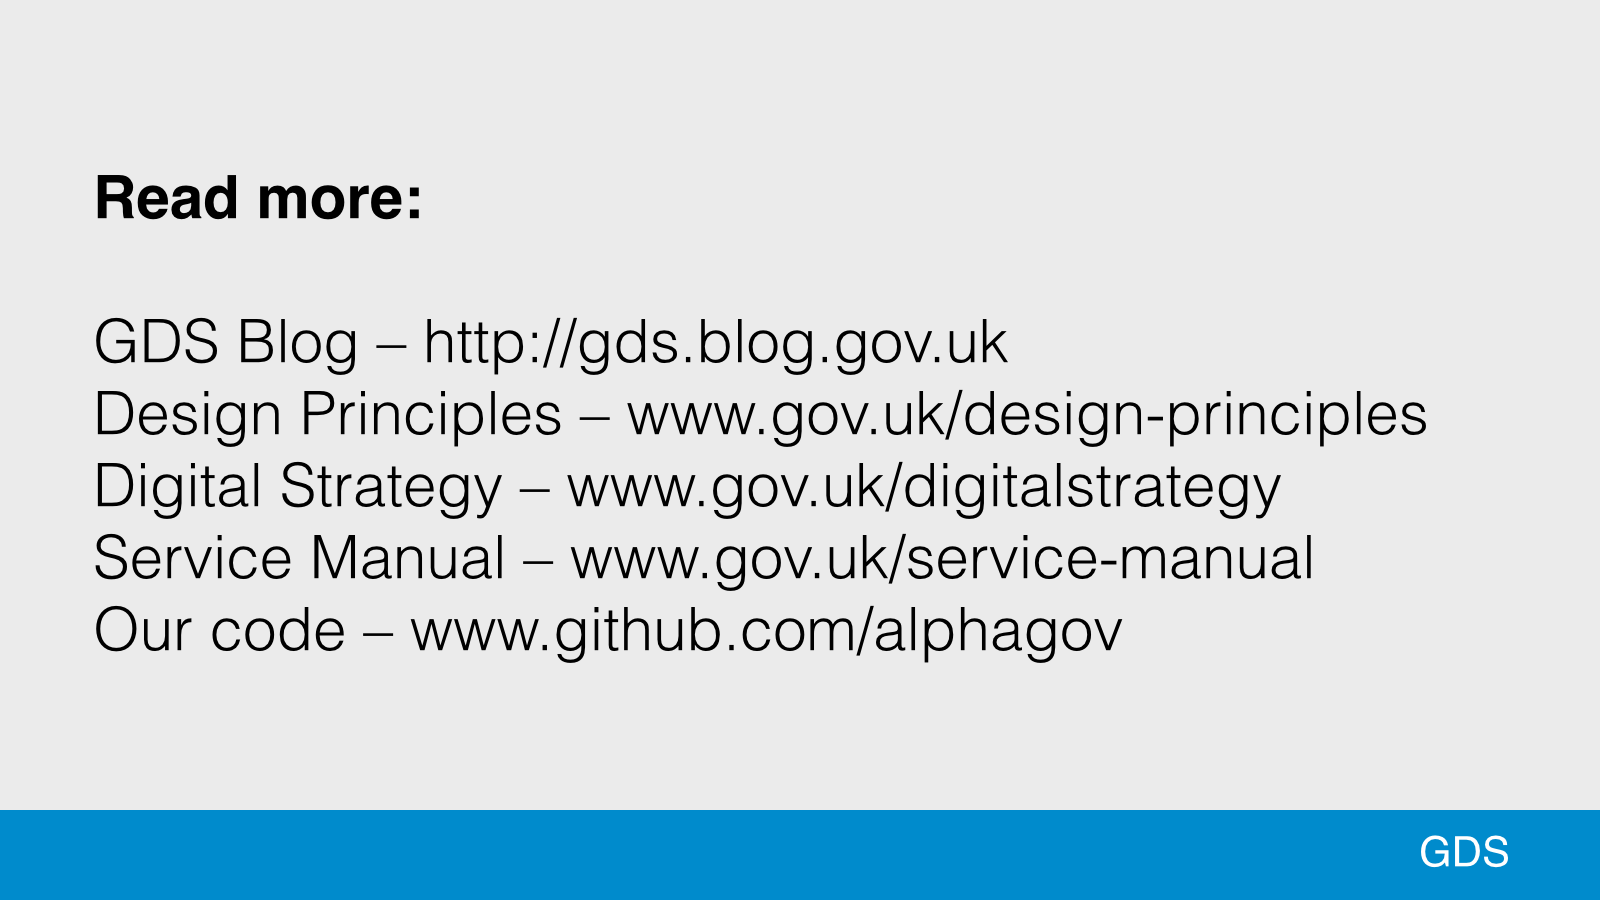 Read more:
GDS Blog – http://gds.blog.gov.uk
Design Principles – www.gov.uk/design-principles
Digital Strategy – www.gov.uk/digitalstrategy
Service Manual – www.gov.uk/service-manual
Our code – www.github.com/alphagov
GDS